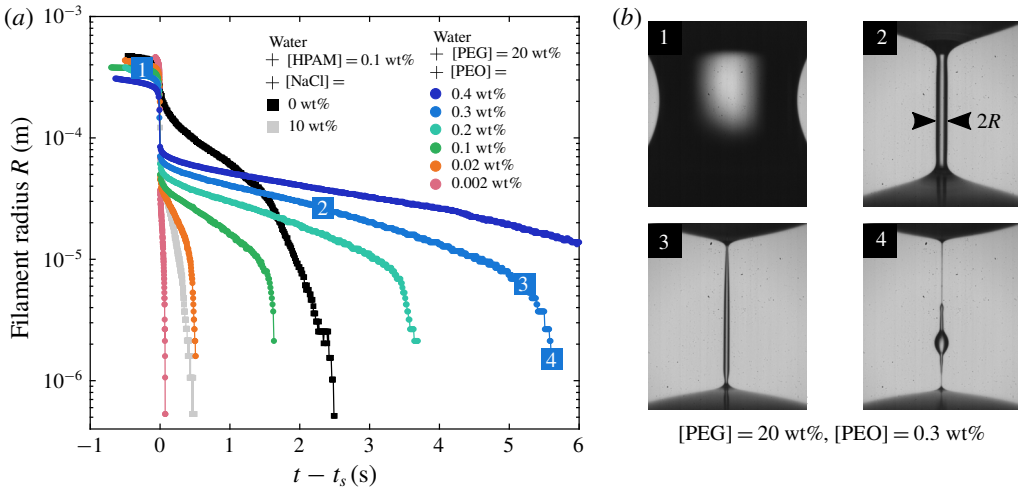 (a)
Filament radius R (m)
10⁻³
10⁻⁴
10⁻⁵
10⁻⁶
−1
0
1
2
3
4
5
6
t − tₛ (s)
Water
+ [HPAM] = 0.1 wt%
+ [NaCl] =
0 wt%
10 wt%
Water
+ [PEG] = 20 wt%
+ [PEO] =
0.4 wt%
0.3 wt%
0.2 wt%
0.1 wt%
0.02 wt%
0.002 wt%
1
2
3
4
(b)
1
2
2R
3
4
[PEG] = 20 wt%, [PEO] = 0.3 wt%